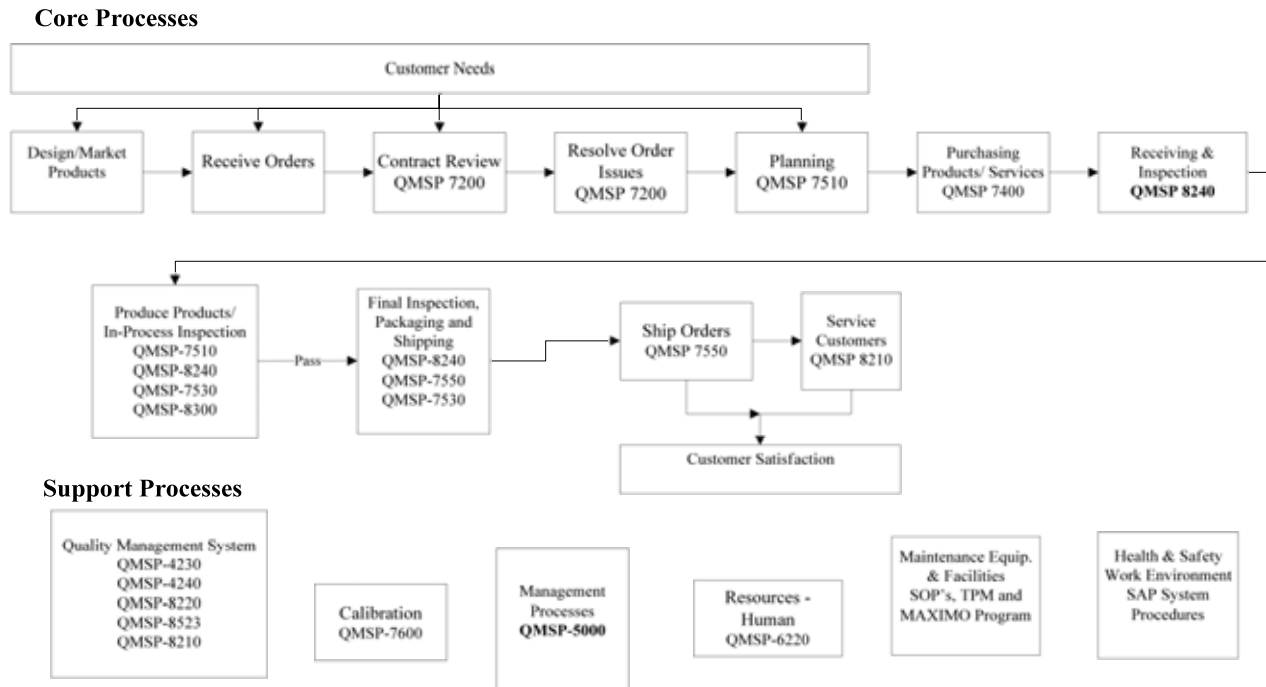 Core Processes
Customer Needs
Design/Market
Products
Receive Orders
Contract Review
QMSP 7200
Resolve Order
Issues
QMSP 7200
Planning
QMSP 7510
Purchasing
Products/ Services
QMSP 7400
Receiving &
Inspection
QMSP 8240
Produce Products/
In-Process Inspection
QMSP-7510
QMSP-8240
QMSP-7530
QMSP-8300
Pass
Final Inspection,
Packaging and
Shipping
QMSP-8240
QMSP-7550
QMSP-7530
Ship Orders
QMSP 7550
Service
Customers
QMSP 8210
Customer Satisfaction
Support Processes
Quality Management System
QMSP-4230
QMSP-4240
QMSP-8220
QMSP-8523
QMSP-8210
Calibration
QMSP-7600
Management
Processes
QMSP-5000
Resources -
Human
QMSP-6220
Maintenance Equip.
& Facilities
SOP's, TPM and
MAXIMO Program
Health & Safety
Work Environment
SAP System
Procedures